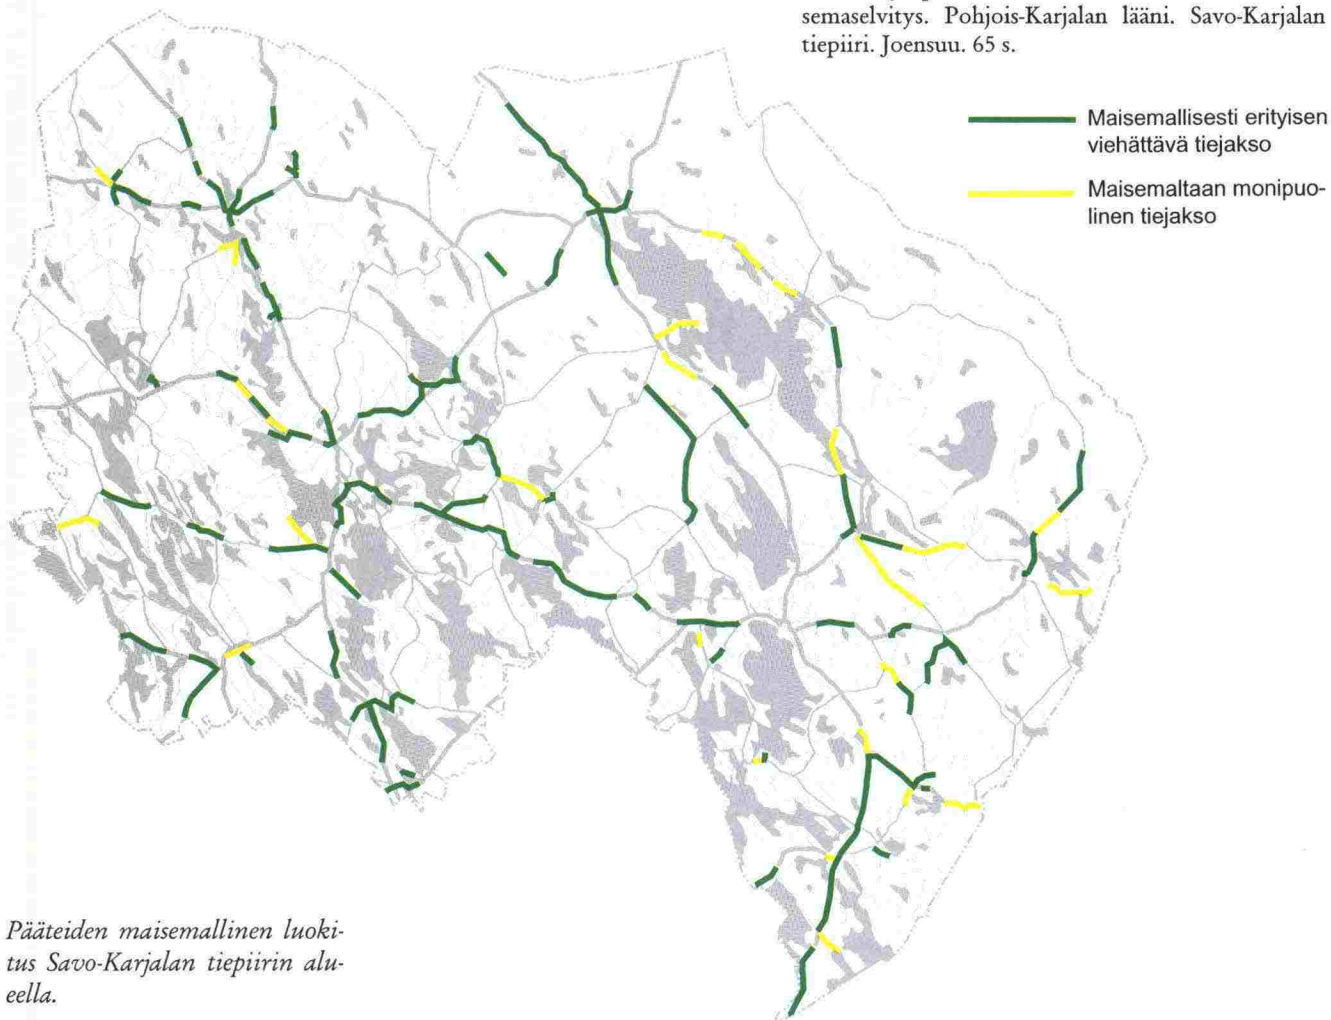 semaselvitys. Pohjois-Karjalan lääni. Savo-Karjalan
tiepiiri. Joensuu. 65 s.
Maisemallisesti erityisen
viehättävä tiejakso
Maisemaltaan monipuo-
linen tiejakso
Pääteiden maisemallinen luoki-
tus Savo-Karjalan tiepiirin alu-
eella.